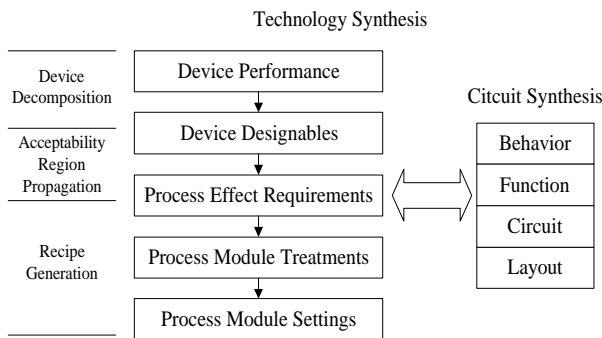 Technology Synthesis
Device
Decomposition
Acceptability
Region
Propagation
Recipe
Generation
Device Performance
Device Designables
Process Effect Requirements
Process Module Treatments
Process Module Settings
Citcuit Synthesis
Behavior
Function
Circuit
Layout